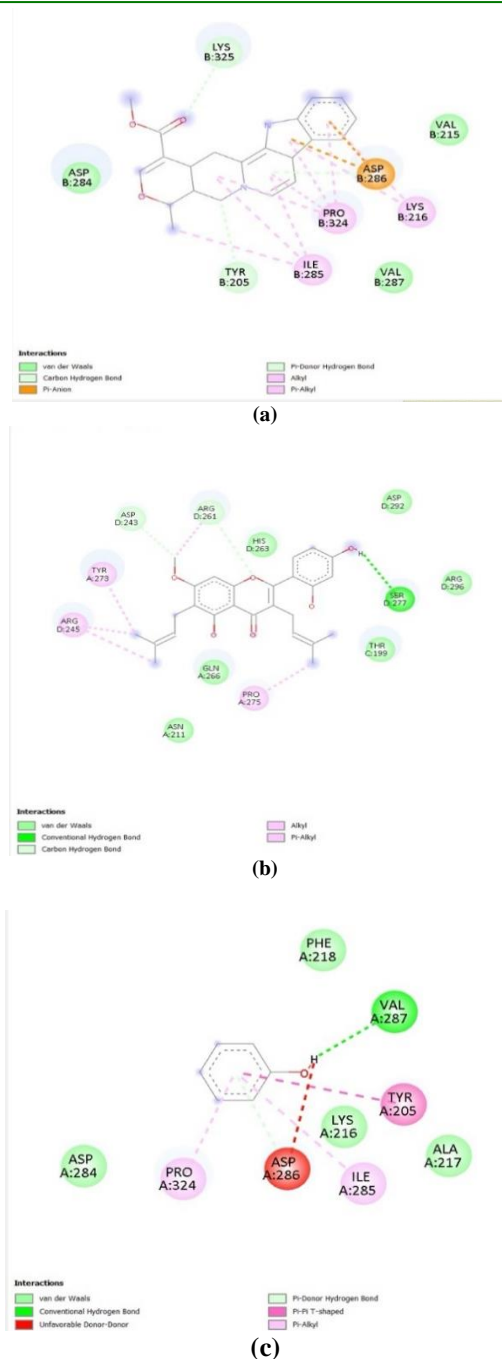 LYS
B:325
VAL
B:215
ASP
B:284
ASP
B:286
LYS
B:216
PRO
B:324
TYR
B:205
ILE
B:285
VAL
B:287
O
O
O
N
Interactions
van der Waals
Carbon Hydrogen Bond
Pi-Anion
Pi-Donor Hydrogen Bond
Alkyl
Pi-Alkyl
(a)
ASP
D:292
ASP
D:243
ARG
D:261
HIS
D:263
TYR
A:273
SER
D:277
ARG
D:296
ARG
D:245
THR
C:199
GLN
A:266
PRO
A:275
ASN
A:211
O
O
O
H
Interactions
van der Waals
Conventional Hydrogen Bond
Carbon Hydrogen Bond
Alkyl
Pi-Alkyl
(b)
PHE
A:218
VAL
A:287
O
H
TYR
A:205
LYS
A:216
ALA
A:217
ASP
A:284
PRO
A:324
ASP
A:286
ILE
A:285
Interactions
van der Waals
Conventional Hydrogen Bond
Unfavorable Donor-Donor
Pi-Donor Hydrogen Bond
Pi-Pi T-shaped
Pi-Alkyl
(c)